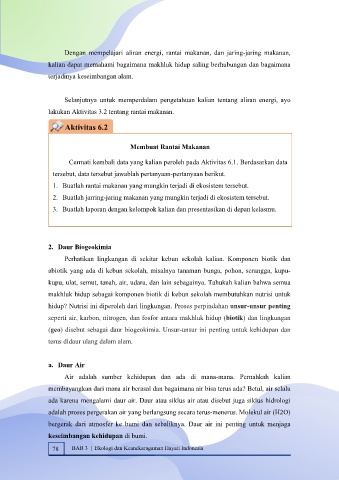 Dengan mempelajari aliran energi, rantai makanan, dan jaring-jaring makanan,
kalian dapat memahami bagaimana makhluk hidup saling berhubungan dan bagaimana
terjadinya keseimbangan alam.
Selanjutnya untuk memperdalam pengetahuan kalian tentang aliran energi, ayo
lakukan Aktivitas 3.2 tentang rantai makanan.
Aktivitas 6.2
Membuat Rantai Makanan
Cermati kembali data yang kalian peroleh pada Aktivitas 6.1. Berdasarkan data
tersebut, data tersebut jawablah pertanyaan-pertanyaan berikut.
1. Buatlah rantai makanan yang mungkin terjadi di ekosistem tersebut.
2. Buatlah jarring-jaring makanan yang mungkin terjadi di ekosistem tersebut.
3. Buatlah laporan dengan kelompok kalian dan presentasikan di depan kelasmu.
2. Daur Biogeokimia
Perhatikan lingkungan di sekitar kebun sekolah kalian. Komponen biotik dan
abiotik yang ada di kebun sekolah, misalnya tanaman bunga, pohon, serangga, kupu-
kupu, ulat, semut, tanah, air, udara, dan lain sebagainya. Tahukah kalian bahwa semua
makhluk hidup sebagai komponen biotik di kebun sekolah membutuhkan nutrisi untuk
hidup? Nutrisi ini diperoleh dari lingkungan. Proses perpindahan unsur-unsur penting
seperti air, karbon, nitrogen, dan fosfor antara makhluk hidup (biotik) dan lingkungan
(geo) disebut sebagai daur biogeokimia. Unsur-unsur ini penting untuk kehidupan dan
terus didaur ulang dalam alam.
a. Daur Air
Air adalah sumber kehidupan dan ada di mana-mana. Pernahkah kalian
membayangkan dari mana air berasal dan bagaimana air bisa terus ada? Betul, air selalu
ada karena mengalami daur air. Daur atau siklus air atau disebut juga siklus hidrologi
adalah proses pergerakan air yang berlangsung secara terus-menerus. Molekul air (H2O)
bergerak dari atmosfer ke bumi dan sebaliknya. Daur air ini penting untuk menjaga
keseimbangan kehidupan di bumi.
78 BAB 3 | Ekologi dan Keanekaragaman Hayati Indonesia